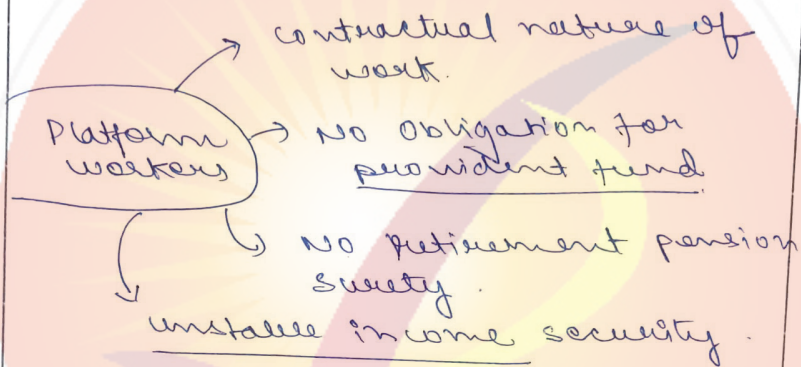 contractual nature of
work.
Platform
workers
No obligation for
provident fund
No retirement pension
surety.
unstable income security.